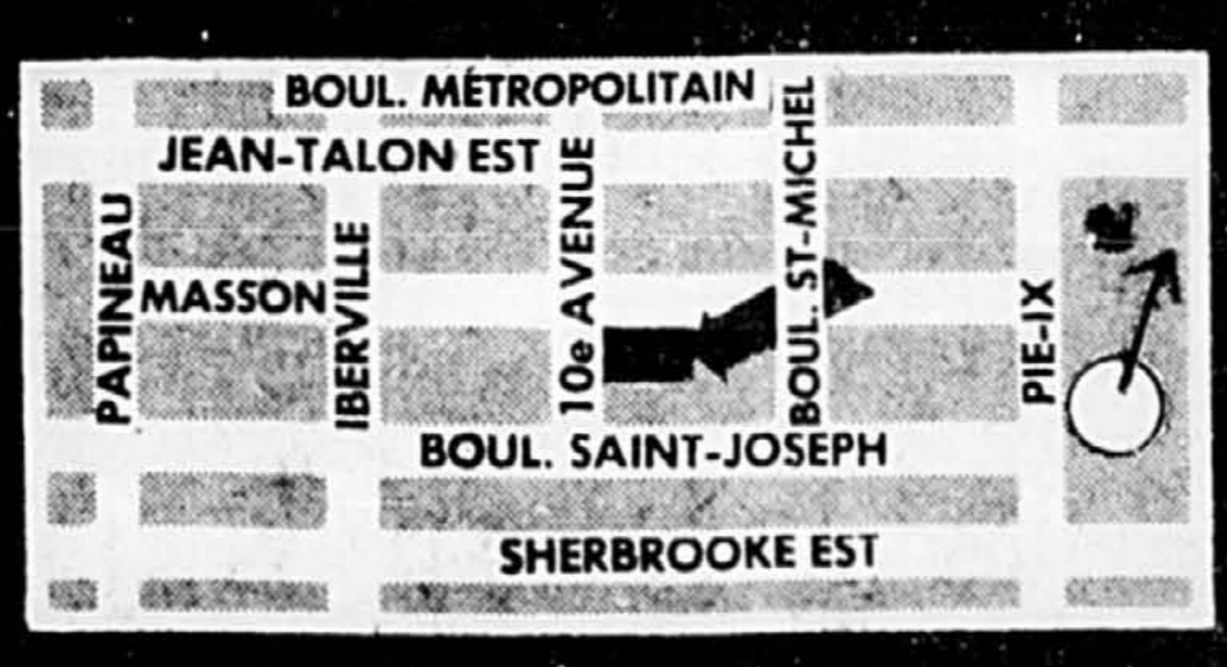 BOUL. MÉTROPOLITAIN
JEAN-TALON EST
PAPINEAU
MASSON
IBERVILLE
10e AVENUE
BOUL. ST-MICHEL
PIE-IX
BOUL. SAINT-JOSEPH
SHERBROOKE EST